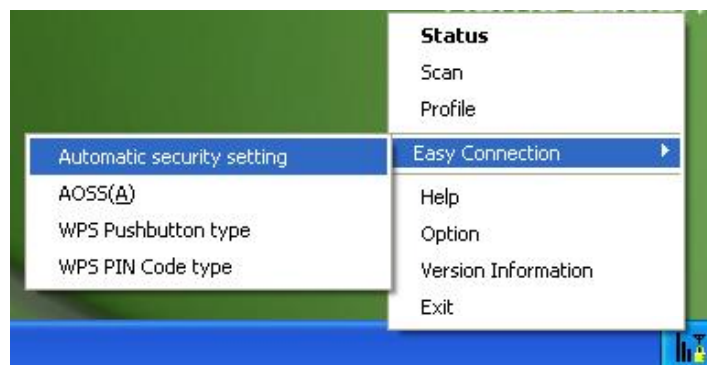 Status
Scan
Profile
Easy Connection
Automatic security setting
AOSS(A)
WPS Pushbutton type
WPS PIN Code type
Help
Option
Version Information
Exit